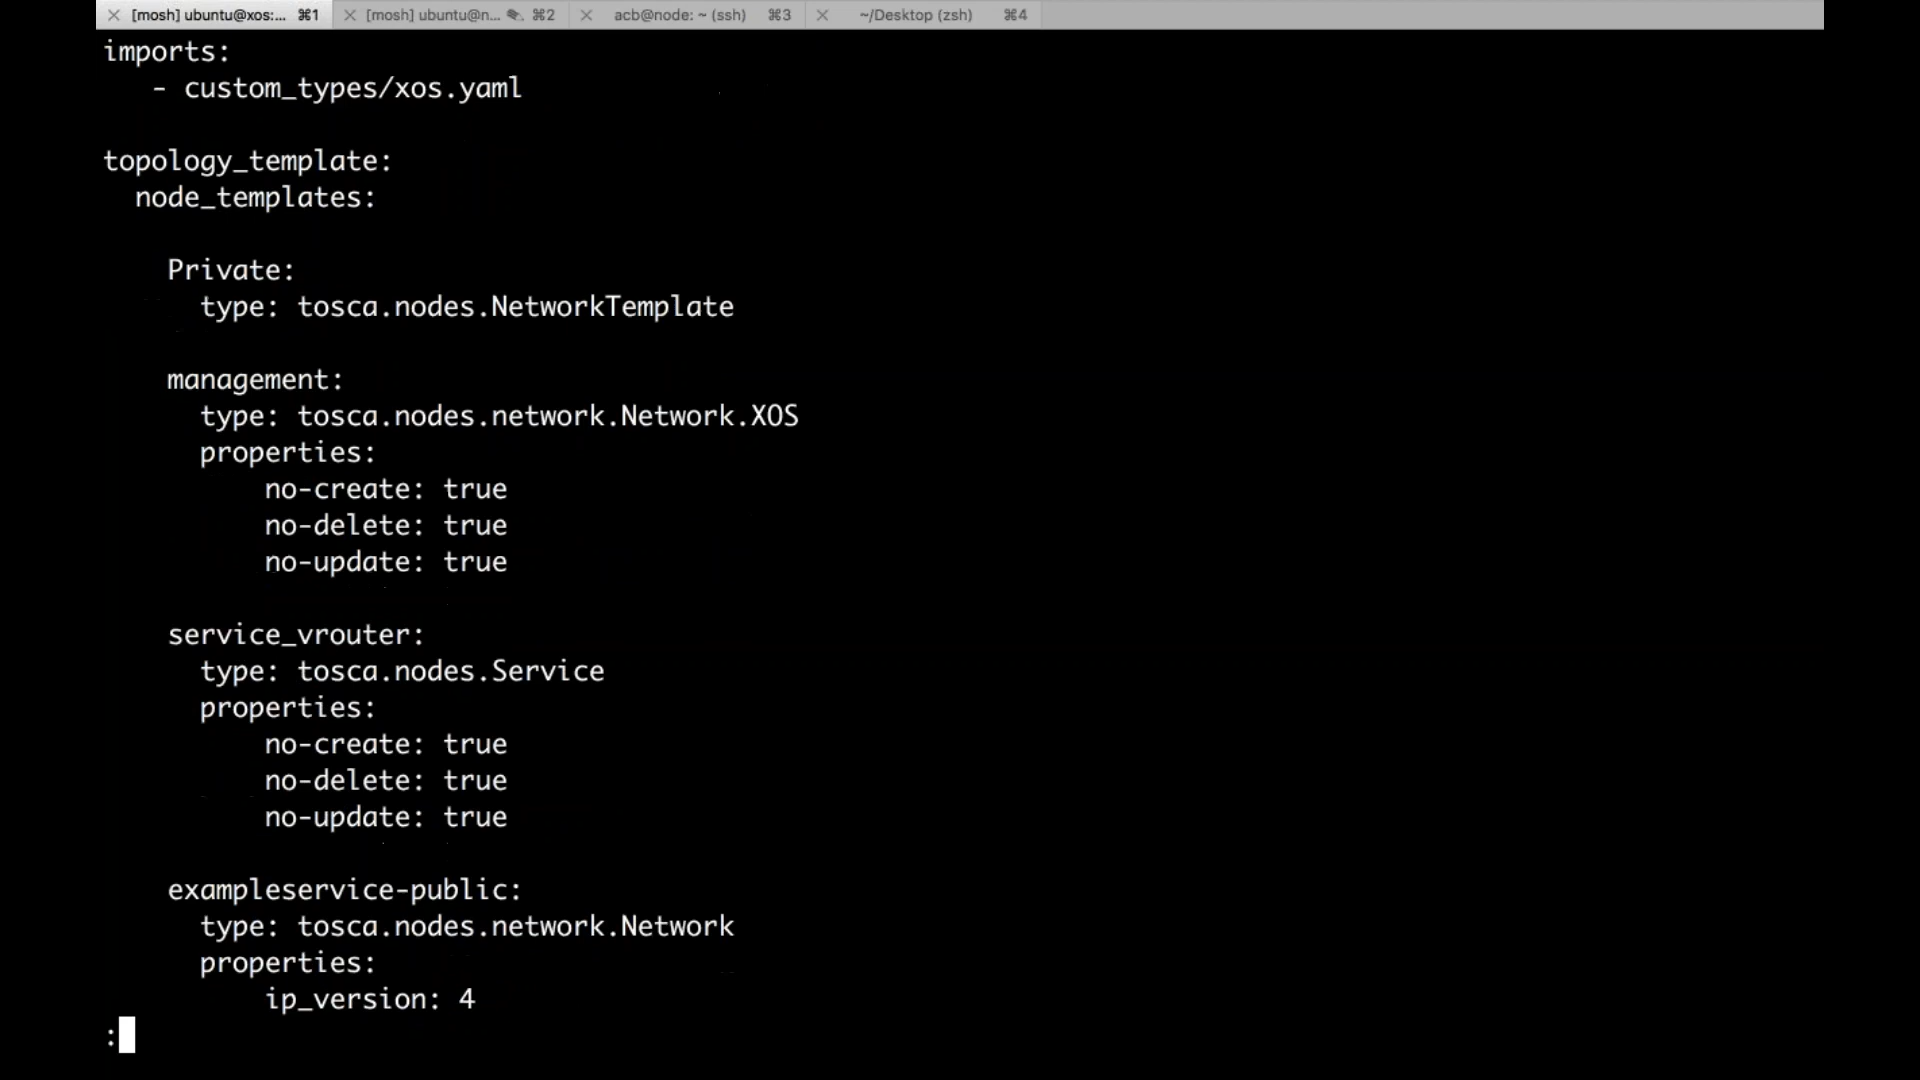 [mosh] ubuntu@xos:... ⌘1 [mosh] ubuntu@n... ⌘2 acb@node: ~ (ssh) ⌘3 ~/Desktop (zsh) ⌘4
imports:
   - custom_types/xos.yaml
topology_template:
  node_templates:
    Private:
      type: tosca.nodes.NetworkTemplate
    management:
      type: tosca.nodes.network.Network.XOS
      properties:
          no-create: true
          no-delete: true
          no-update: true
    service_vrouter:
      type: tosca.nodes.Service
      properties:
          no-create: true
          no-delete: true
          no-update: true
    exampleservice-public:
      type: tosca.nodes.network.Network
      properties:
          ip_version: 4
: